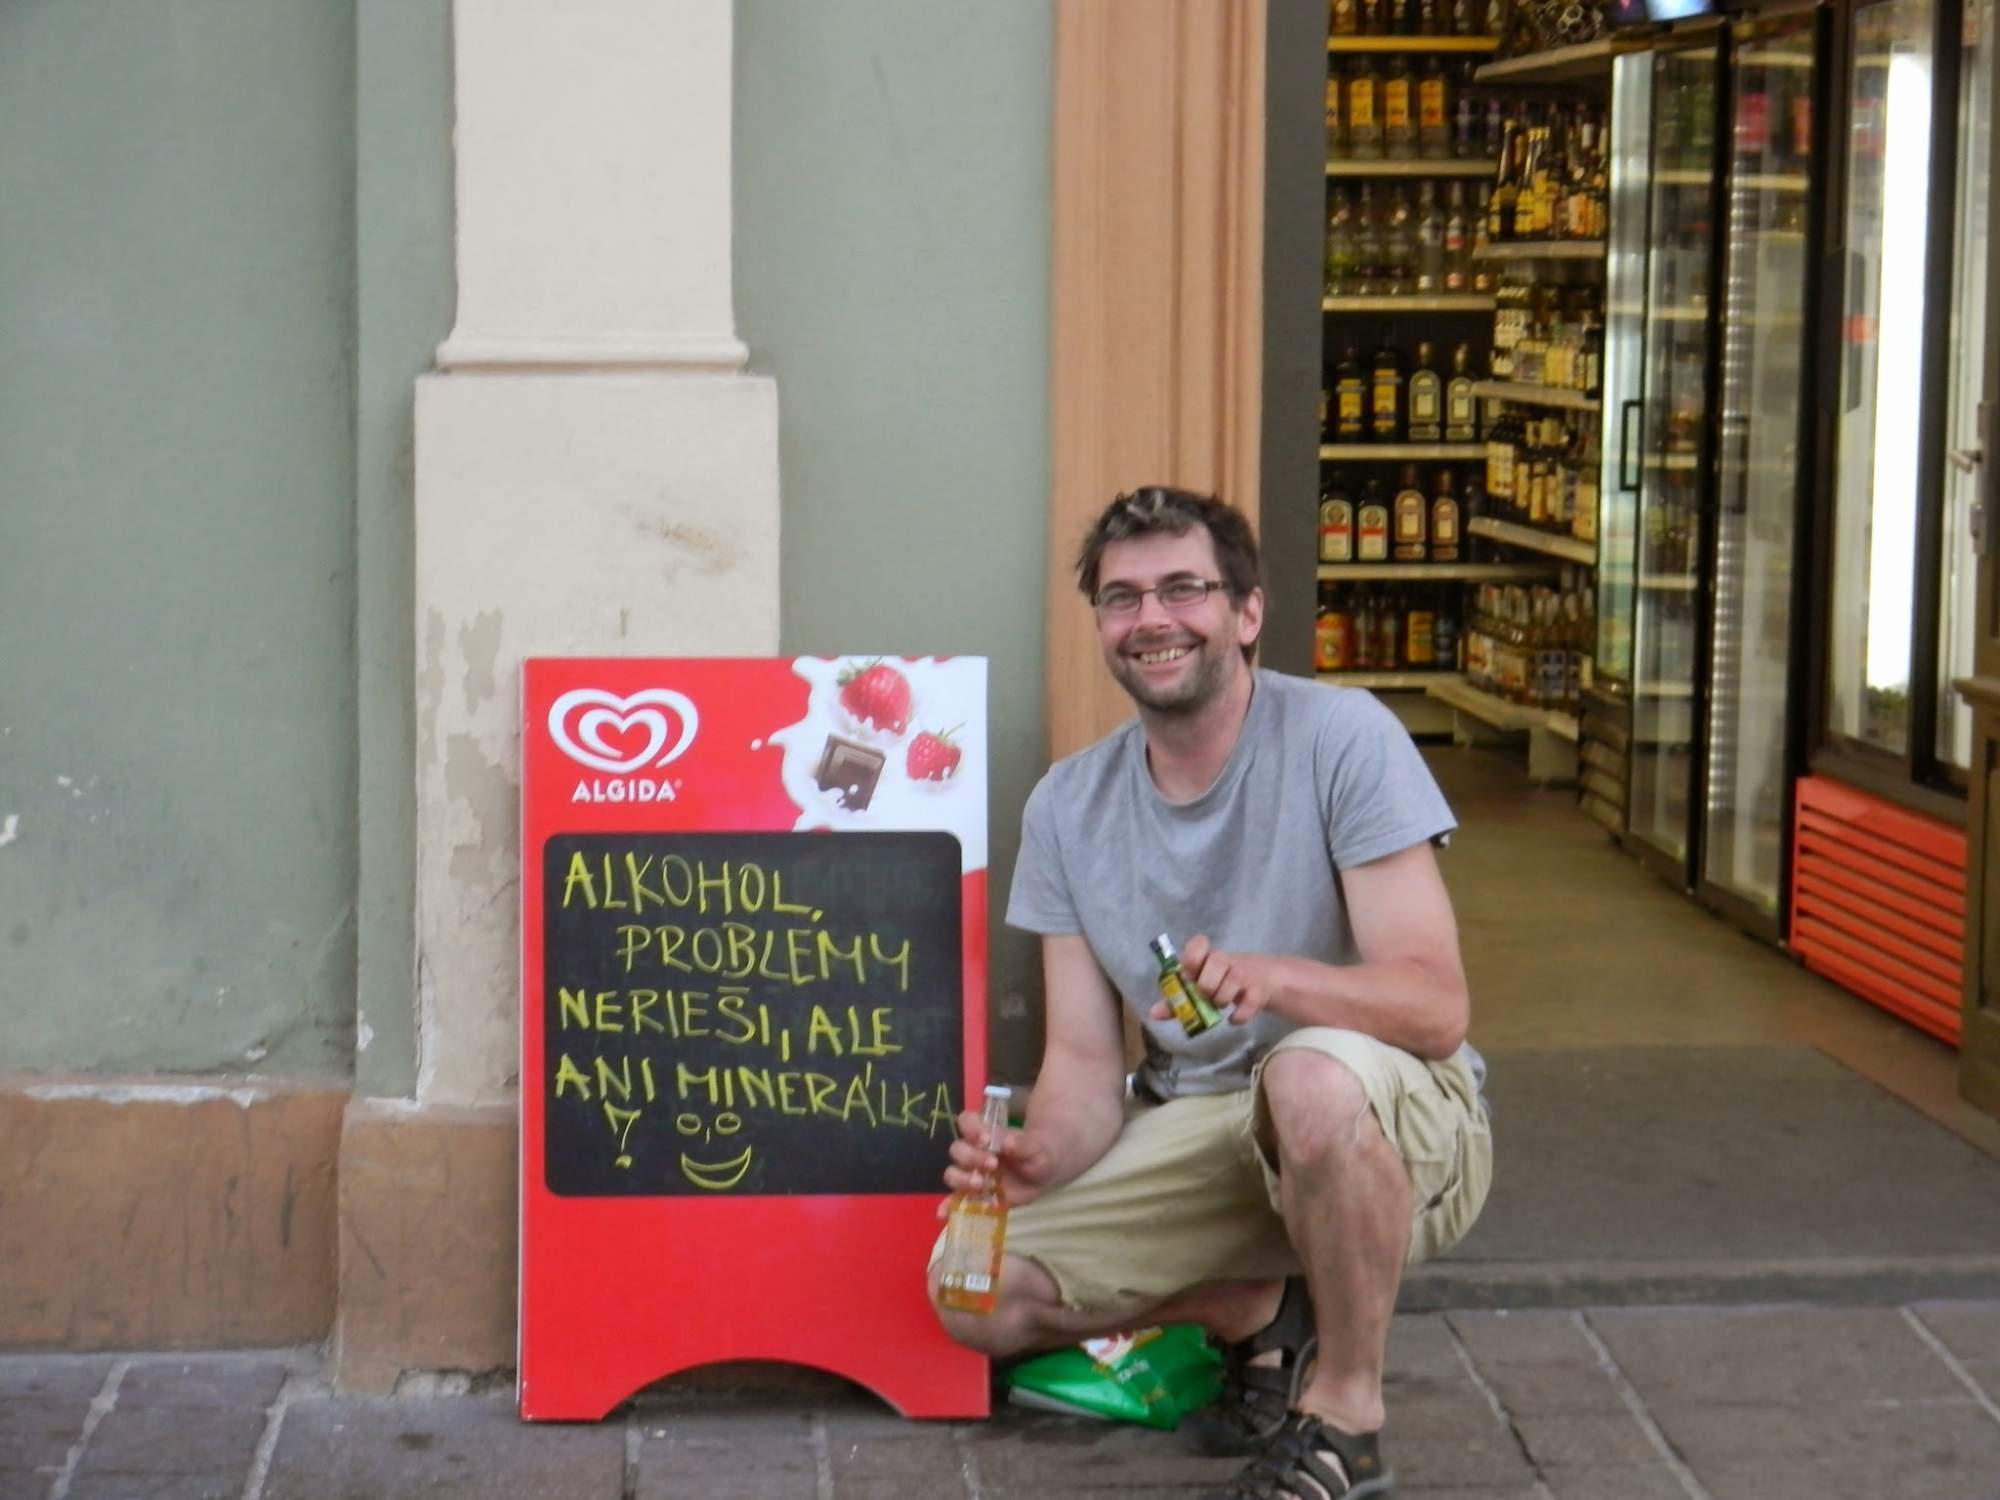 ALGIDA
ALKOHOL,
PROBLÉMY
NERIEŠI, ALE
ANI MINERÁLKA
?